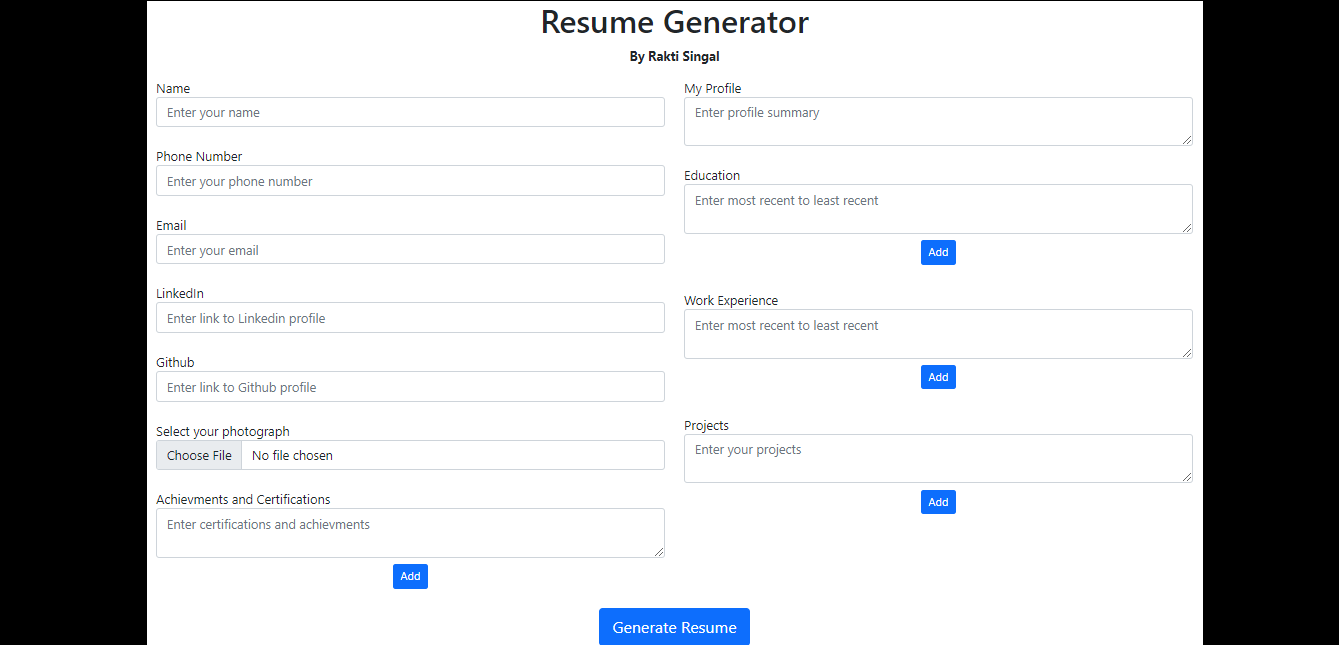 Resume Generator
By Rakti Singal
Name
Enter your name
Phone Number
Enter your phone number
Email
Enter your email
LinkedIn
Enter link to Linkedin profile
Github
Enter link to Github profile
Select your photograph
Choose File No file chosen
Achievments and Certifications
Enter certifications and achievments
Add
My Profile
Enter profile summary
Education
Enter most recent to least recent
Add
Work Experience
Enter most recent to least recent
Add
Projects
Enter your projects
Add
Generate Resume